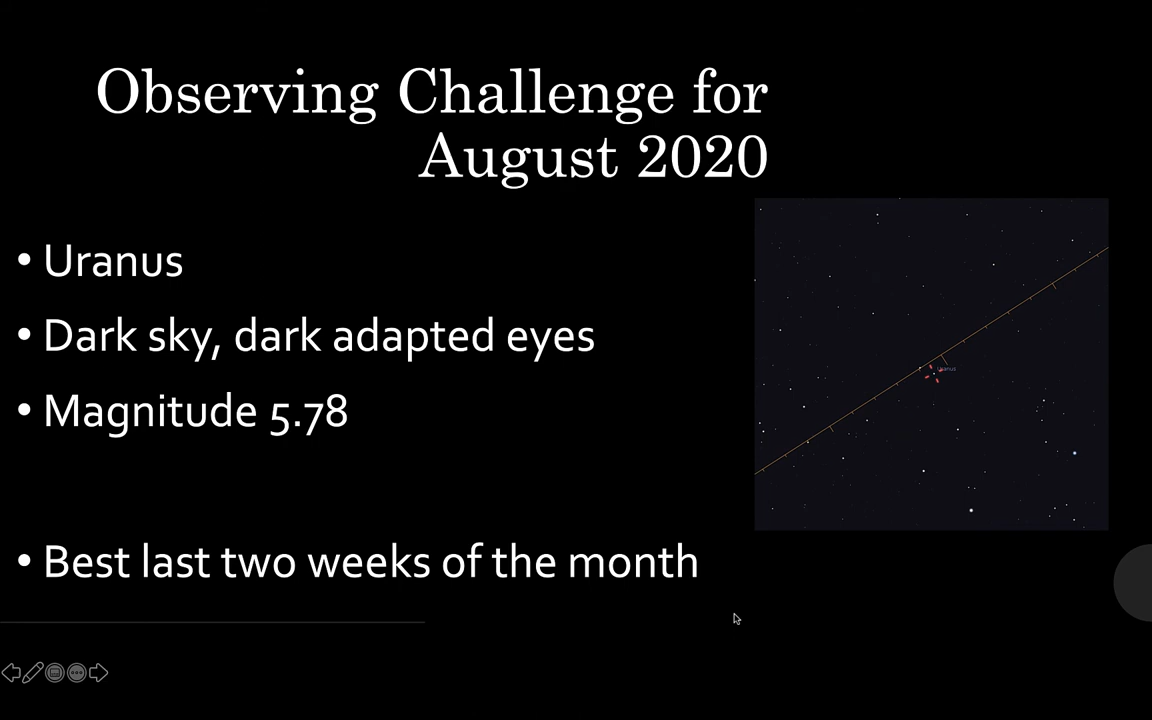 Observing Challenge for
August 2020
• Uranus
• Dark sky, dark adapted eyes
• Magnitude 5.78
• Best last two weeks of the month
Uranus